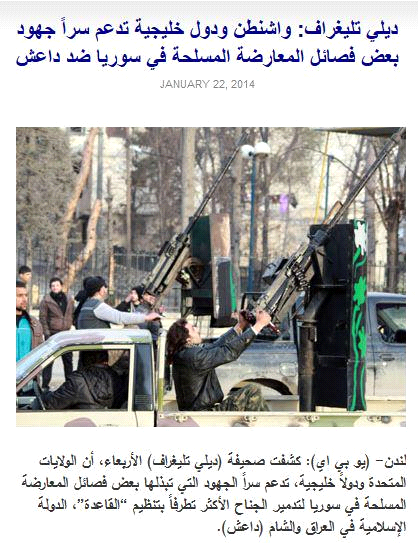 ديلي تليغراف: واشنطن ودول خليجية تدعم سراً جهود
بعض فصائل المعارضة المسلحة في سوريا ضد داعش
JANUARY 22, 2014
لندن- (يو بي اي): كشفت صحيفة (ديلي تليغراف) الأربعاء، أن الولايات
المتحدة ودولاً خليجية، تدعم سراً الجهود التي تبذلها بعض فصائل المعارضة
المسلحة في سوريا لتدمير الجناح الأكثر تطرفاً بتنظيم “القاعدة”، الدولة
الإسلامية في العراق والشام (داعش).